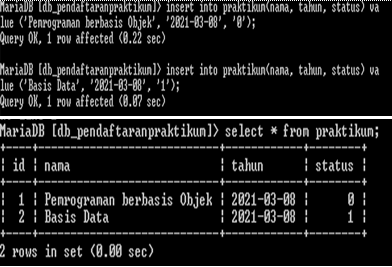 MariaDB [db_pendaftaranpraktikum]> insert into praktikum(nama, tahun, status) va
lue ('Pemrograman berbasis Objek', '2021-03-08', '0');
Query OK, 1 row affected (0.22 sec)
MariaDB [db_pendaftaranpraktikum]> insert into praktikum(nama, tahun, status) va
lue ('Basis Data', '2021-03-08', '1');
Query OK, 1 row affected (0.07 sec)
MariaDB [db_pendaftaranpraktikum]> select * from praktikum;
+----+----------------------------+------------+--------+
| id | nama | tahun | status |
+----+----------------------------+------------+--------+
| 1 | Pemrograman berbasis Objek | 2021-03-08 | 0 |
| 2 | Basis Data | 2021-03-08 | 1 |
+----+----------------------------+------------+--------+
2 rows in set (0.00 sec)